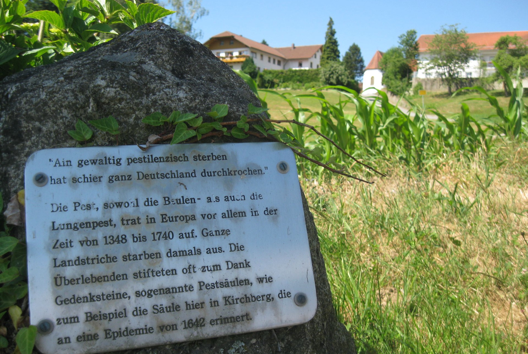 "Ain gewaltig pestilenzisch sterben
hat schier ganz Deutschland durchkrochen."
Die Pest, sowohl die Beulen- als auch die
Lungenpest, trat in Europa vor allem in der
Zeit von 1348 bis 1740 auf. Ganze
Landstriche starben damals aus. Die
Überlebenden stifteten oft zum Dank
Gedenksteine, sogenannte Pestsäulen, wie
zum Beispiel die Säule hier in Kirchberg, die
an eine Epidemie von 1642 erinnert.